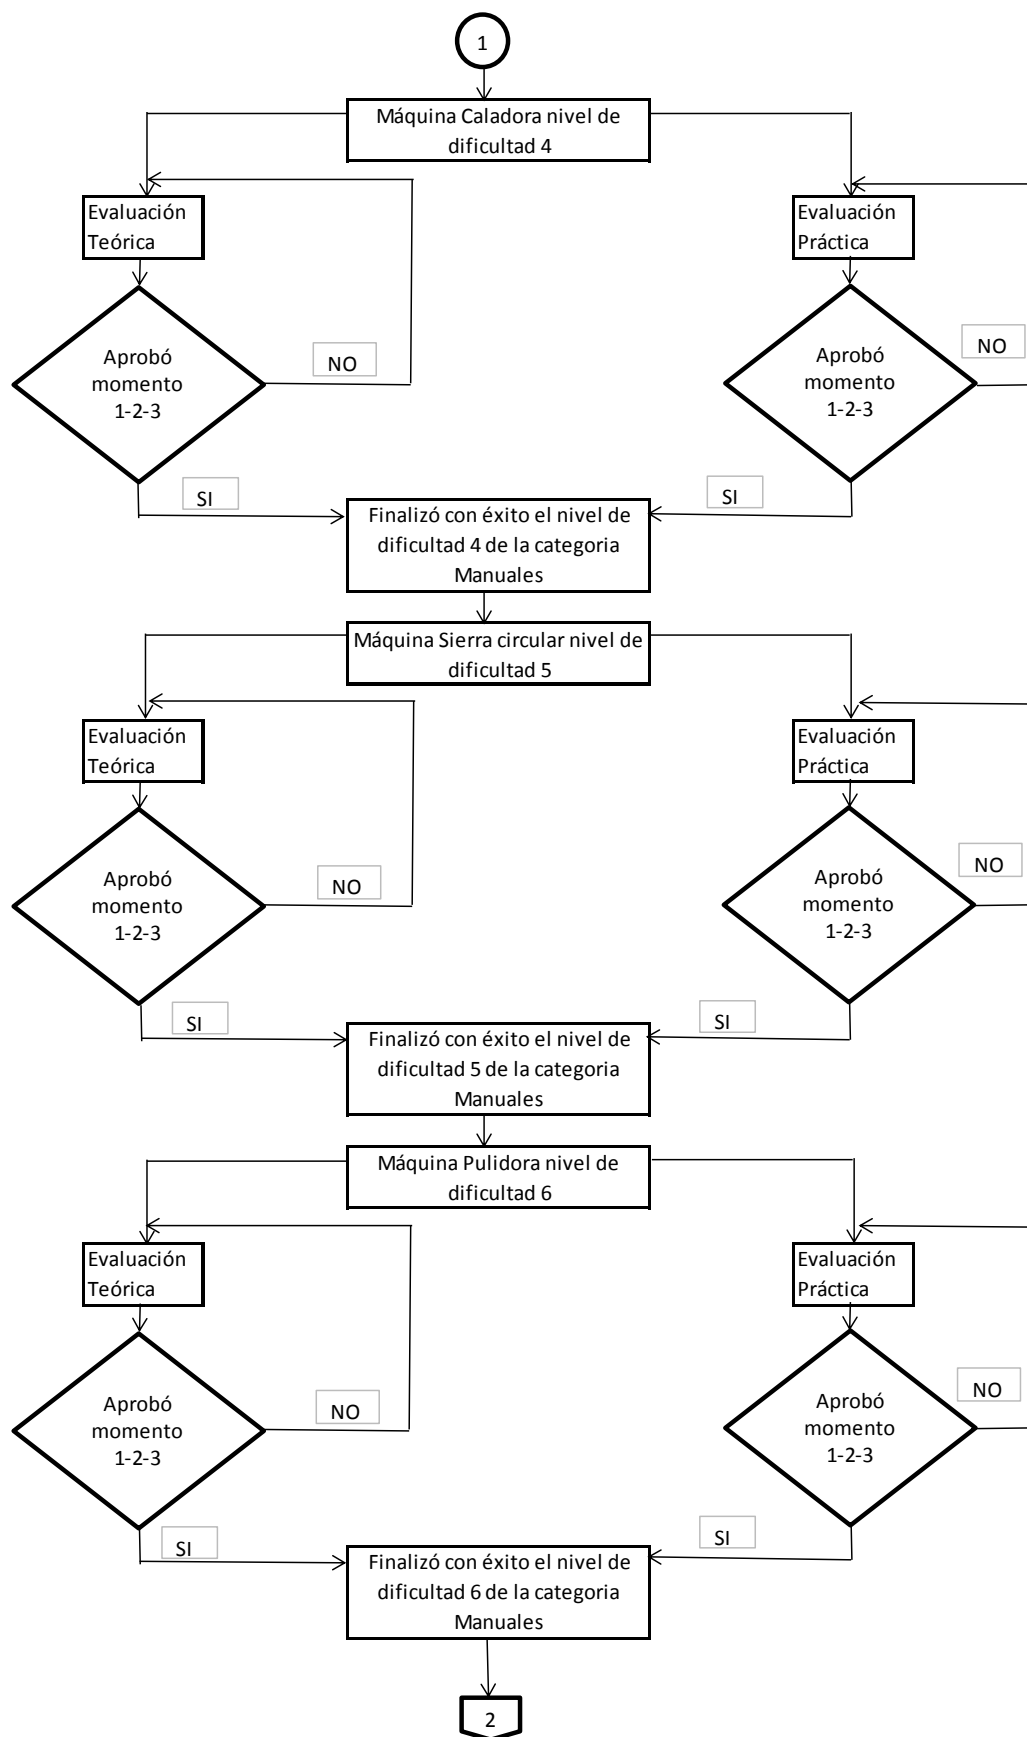 1
Máquina Caladora nivel de
dificultad 4
Evaluación
Teórica
Evaluación
Práctica
Aprobó
momento
1-2-3
NO
Aprobó
momento
1-2-3
NO
SI
SI
Finalizó con éxito el nivel de
dificultad 4 de la categoria
Manuales
Máquina Sierra circular nivel de
dificultad 5
Evaluación
Teórica
Evaluación
Práctica
Aprobó
momento
1-2-3
NO
Aprobó
momento
1-2-3
NO
SI
SI
Finalizó con éxito el nivel de
dificultad 5 de la categoria
Manuales
Máquina Pulidora nivel de
dificultad 6
Evaluación
Teórica
Evaluación
Práctica
Aprobó
momento
1-2-3
NO
Aprobó
momento
1-2-3
NO
SI
SI
Finalizó con éxito el nivel de
dificultad 6 de la categoria
Manuales
2